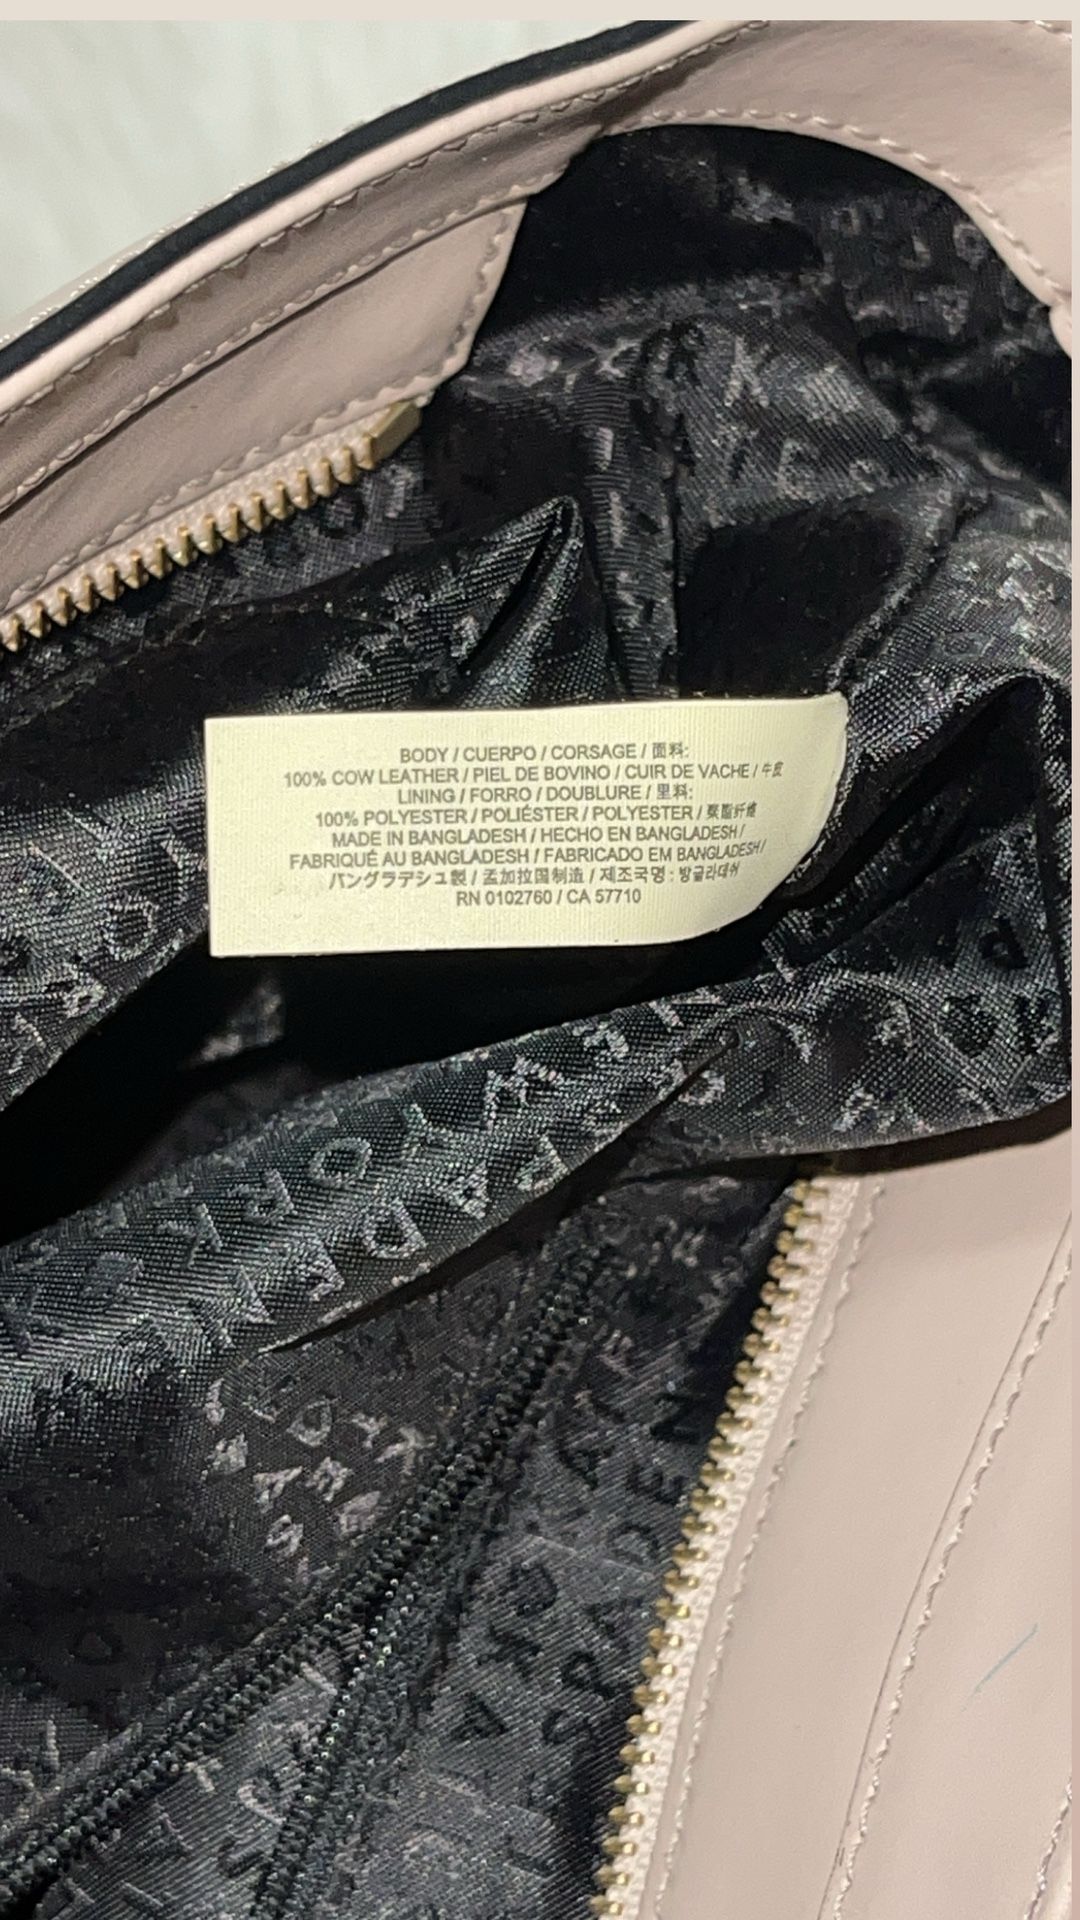 BODY / CUERPO / CORSAGE / 面料:
100% COW LEATHER / PIEL DE BOVINO / CUIR DE VACHE / 牛皮
LINING / FORRO / DOUBLURE / 里料:
100% POLYESTER / POLIÉSTER / POLYESTER / 聚酯纤维
MADE IN BANGLADESH / HECHO EN BANGLADESH /
FABRIQUÉ AU BANGLADESH / FABRICADO EM BANGLADESH /
バングラデシュ製 / 孟加拉国制造 / 제조국명 : 방글라데쉬
RN 0102760 / CA 57710
YORK
SPADE N